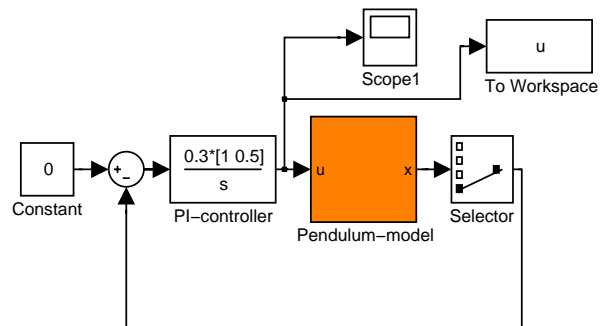 Scope1
u
To Workspace
0
Constant
+
−
0.3*[1 0.5]
s
PI−controller
u
x
Pendulum−model
Selector